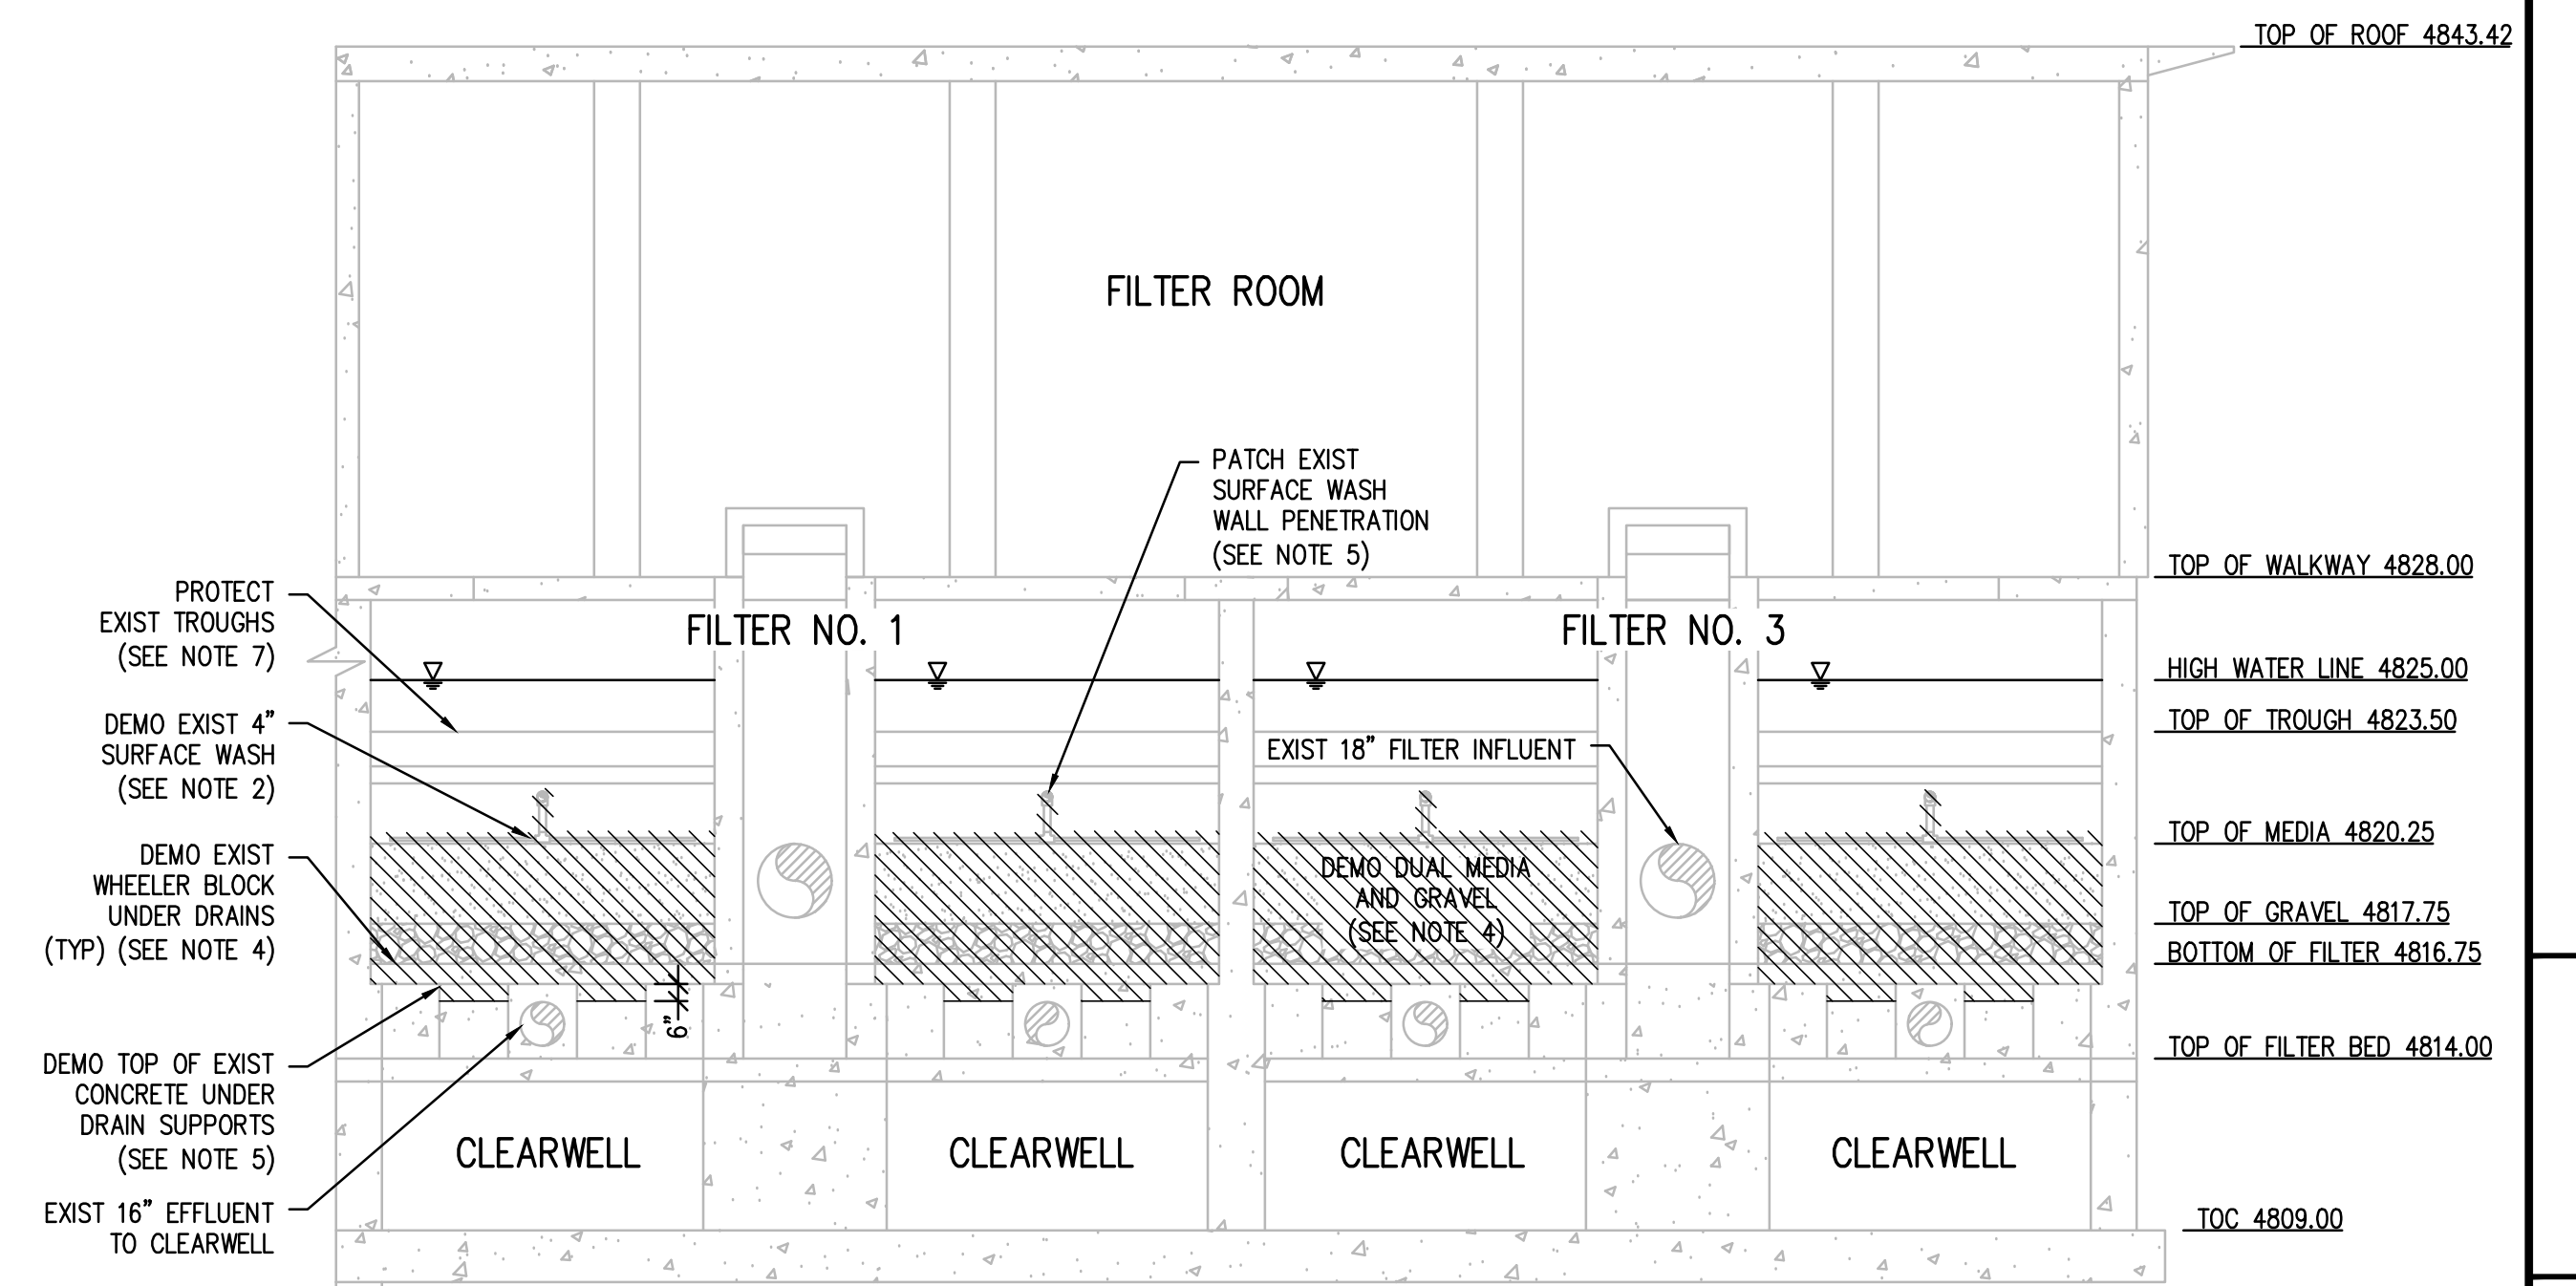 TOP OF ROOF 4843.42
FILTER ROOM
PATCH EXIST
SURFACE WASH
WALL PENETRATION
(SEE NOTE 5)
TOP OF WALKWAY 4828.00
PROTECT
EXIST TROUGHS
(SEE NOTE 7)
FILTER NO. 1
FILTER NO. 3
HIGH WATER LINE 4825.00
TOP OF TROUGH 4823.50
DEMO EXIST 4"
SURFACE WASH
(SEE NOTE 2)
EXIST 18" FILTER INFLUENT
TOP OF MEDIA 4820.25
DEMO EXIST
WHEELER BLOCK
UNDER DRAINS
(TYP) (SEE NOTE 4)
DEMO DUAL MEDIA
AND GRAVEL
(SEE NOTE 4)
TOP OF GRAVEL 4817.75
BOTTOM OF FILTER 4816.75
6"
TOP OF FILTER BED 4814.00
DEMO TOP OF EXIST
CONCRETE UNDER
DRAIN SUPPORTS
(SEE NOTE 5)
CLEARWELL
CLEARWELL
CLEARWELL
CLEARWELL
EXIST 16" EFFLUENT
TO CLEARWELL
TOC 4809.00